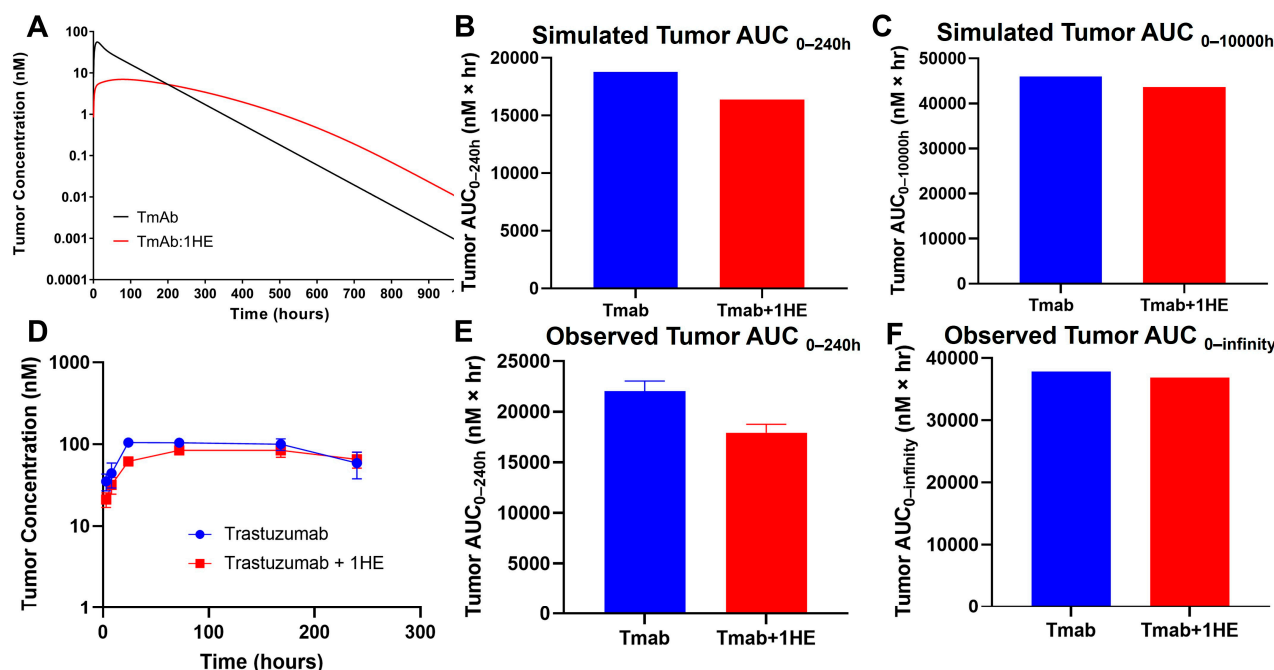 A
Tumor Concentration (nM)
100
10
1
0.1
0.01
0.001
0.0001
TmAb
TmAb:1HE
0 100 200 300 400 500 600 700 800 900
Time (hours)
B
Simulated Tumor AUC 0–240h
Tumor AUC0–240h (nM × hr)
20000
15000
10000
5000
0
Tmab Tmab+1HE
C
Simulated Tumor AUC 0–10000h
Tumor AUC0–10000h (nM × hr)
50000
40000
30000
20000
10000
0
Tmab Tmab+1HE
D
Tumor Concentration (nM)
1000
100
10
1
Trastuzumab
Trastuzumab + 1HE
0 100 200 300
Time (hours)
E
Observed Tumor AUC 0–240h
Tumor AUC0–240h (nM × hr)
25000
20000
15000
10000
5000
0
Tmab Tmab+1HE
F
Observed Tumor AUC 0–infinity
Tumor AUC0–infinity (nM × hr)
40000
30000
20000
10000
0
Tmab Tmab+1HE